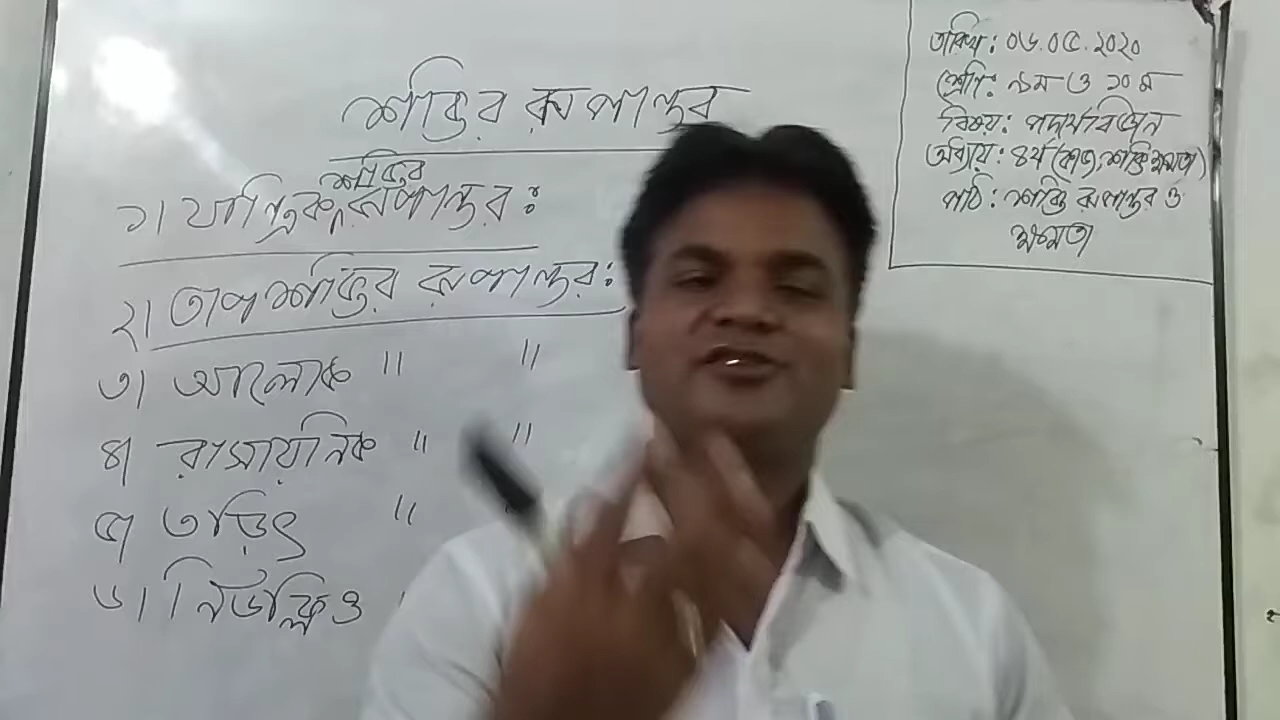 শক্তির রূপান্তর
১) যান্ত্রিক শক্তির রূপান্তর:
২) তাপশক্তির রূপান্তর:
৩) আলোক " "
৪) রাসায়নিক " "
৫) তড়িৎ "
৬) নিউক্লিও
তারিখ: ০৬.০৫.২০২০
শ্রেণি: ৯ম ও ১০ম
বিষয়: পদার্থবিজ্ঞান
অধ্যায়: ৪র্থ (কাজ, শক্তি ক্ষমতা)
পাঠ: শক্তি রূপান্তর ও
ক্ষমতা